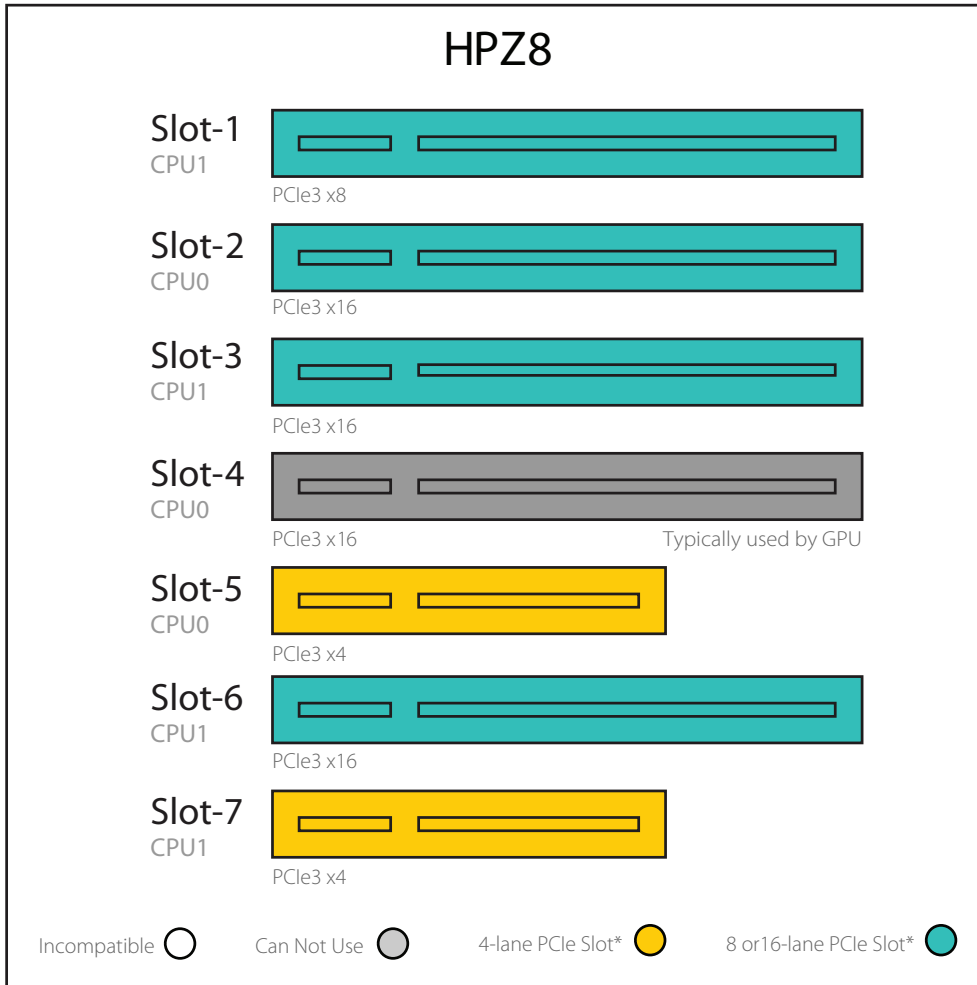 HPZ8
Slot-1
CPU1
PCIe3 x8
Slot-2
CPU0
PCIe3 x16
Slot-3
CPU1
PCIe3 x16
Slot-4
CPU0
PCIe3 x16
Typically used by GPU
Slot-5
CPU0
PCIe3 x4
Slot-6
CPU1
PCIe3 x16
Slot-7
CPU1
PCIe3 x4
Incompatible
Can Not Use
4-lane PCIe Slot*
8 or16-lane PCIe Slot*